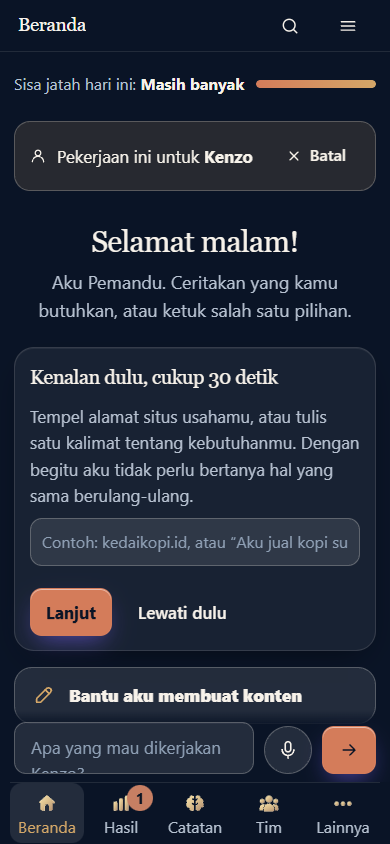 Beranda
Sisa jatah hari ini: Masih banyak
Pekerjaan ini untuk Kenzo
Batal
Selamat malam!
Aku Pemandu. Ceritakan yang kamu
butuhkan, atau ketuk salah satu pilihan.
Kenalan dulu, cukup 30 detik
Tempel alamat situs usahamu, atau tulis
satu kalimat tentang kebutuhanmu. Dengan
begitu aku tidak perlu bertanya hal yang
sama berulang-ulang.
Contoh: kedaikopi.id, atau “Aku jual kopi su
Lanjut
Lewati dulu
Bantu aku membuat konten
Apa yang mau dikerjakan
Kenzo?
1
Beranda
Hasil
Catatan
Tim
Lainnya